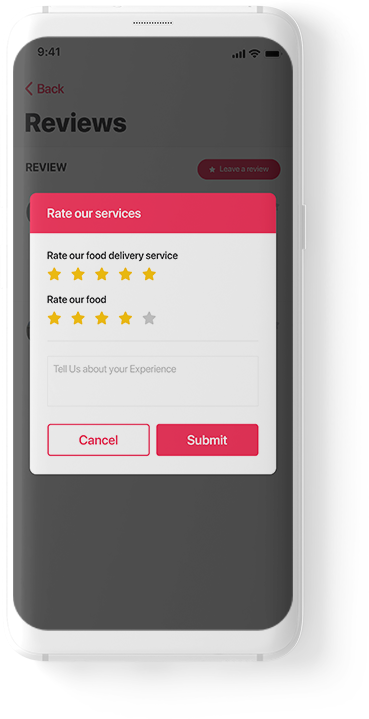 9:41
Back
Reviews
REVIEW
Leave a review
Rate our services
Rate our food delivery service
Rate our food
Tell Us about your Experience
Cancel
Submit